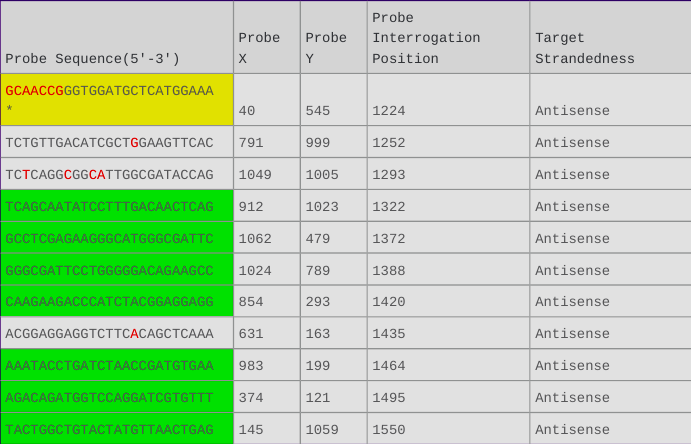 Probe Sequence(5'-3') Probe X Probe Y Probe Interrogation Position Target Strandedness
GCAACCGGGTGGATGCTCATGGAAA* 40 545 1224 Antisense
TCTGTTGACATCGCTGGAAGTTCAC 791 999 1252 Antisense
TCTCAGGCGGCATTGGCGATACCAG 1049 1005 1293 Antisense
TCAGCAATATCCTTTGACAACTCAG 912 1023 1322 Antisense
GCCTCGAGAAGGGCATGGGCGATTC 1062 479 1372 Antisense
GGGCGATTCCTGGGGGACAGAAGCC 1024 789 1388 Antisense
CAAGAAGACCCATCTACGGAGGAGG 854 293 1420 Antisense
ACGGAGGAGGTCTTCACAGCTCAAA 631 163 1435 Antisense
AAATACCTGATCTAACCGATGTGAA 983 199 1464 Antisense
AGACAGATGGTCCAGGATCGTGTTT 374 121 1495 Antisense
TACTGGCTGTACTATGTTAACTGAG 145 1059 1550 Antisense